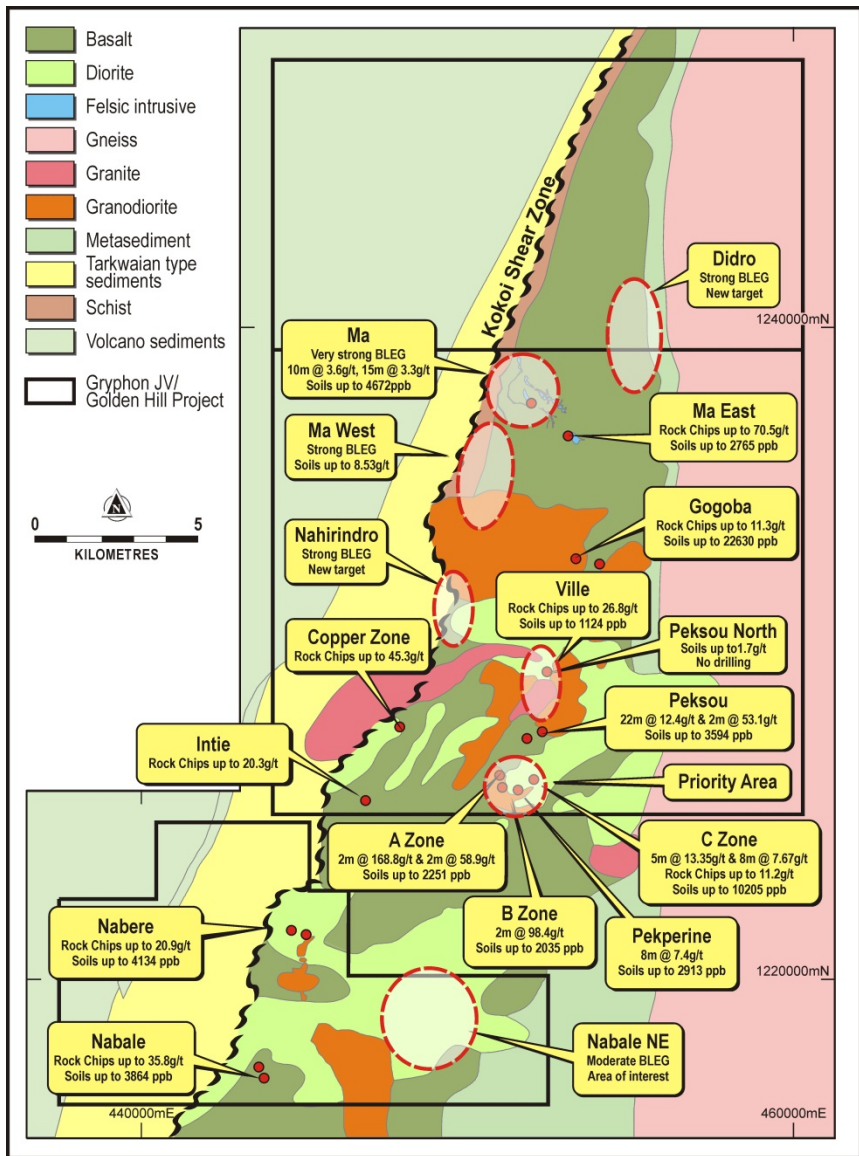 Basalt
Diorite
Felsic intrusive
Gneiss
Granite
Granodiorite
Metasediment
Tarkwaian type
sediments
Schist
Volcano sediments
Gryphon JV/
Golden Hill Project
N
0 5
KILOMETRES
Kokoi Shear Zone
Didro
Strong BLEG
New target
1240000mN
Ma
Very strong BLEG
10m @ 3.6g/t, 15m @ 3.3g/t
Soils up to 4672ppb
Ma East
Rock Chips up to 70.5g/t
Soils up to 2765 ppb
Ma West
Strong BLEG
Soils up to 8.53g/t
Gogoba
Rock Chips up to 11.3g/t
Soils up to 22630 ppb
Nahirindro
Strong BLEG
New target
Ville
Rock Chips up to 26.8g/t
Soils up to 1124 ppb
Copper Zone
Rock Chips up to 45.3g/t
Peksou North
Soils up to1.7g/t
No drilling
Peksou
22m @ 12.4g/t & 2m @ 53.1g/t
Soils up to 3594 ppb
Intie
Rock Chips up to 20.3g/t
Priority Area
A Zone
2m @ 168.8g/t & 2m @ 58.9g/t
Soils up to 2251 ppb
C Zone
5m @ 13.35g/t & 8m @ 7.67g/t
Rock Chips up to 11.2g/t
Soils up to 10205 ppb
B Zone
2m @ 98.4g/t
Soils up to 2035 ppb
Pekperine
8m @ 7.4g/t
Soils up to 2913 ppb
Nabere
Rock Chips up to 20.9g/t
Soils up to 4134 ppb
1220000mN
Nabale
Rock Chips up to 35.8g/t
Soils up to 3864 ppb
Nabale NE
Moderate BLEG
Area of interest
440000mE
460000mE